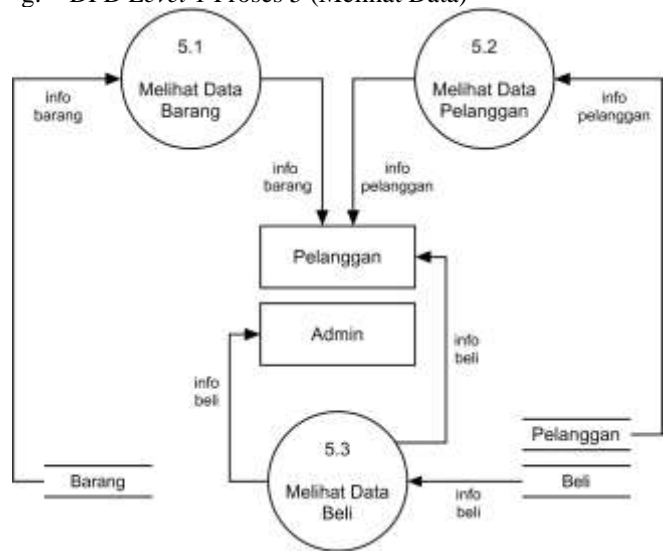 g. DFD Level 1 Proses 5 (Melihat Data)
5.1
Melihat Data
Barang
5.2
Melihat Data
Pelanggan
info
barang
info
pelanggan
info
barang
info
pelanggan
Pelanggan
Admin
info
beli
info
beli
5.3
Melihat Data
Beli
Pelanggan
Barang
Beli
info
beli